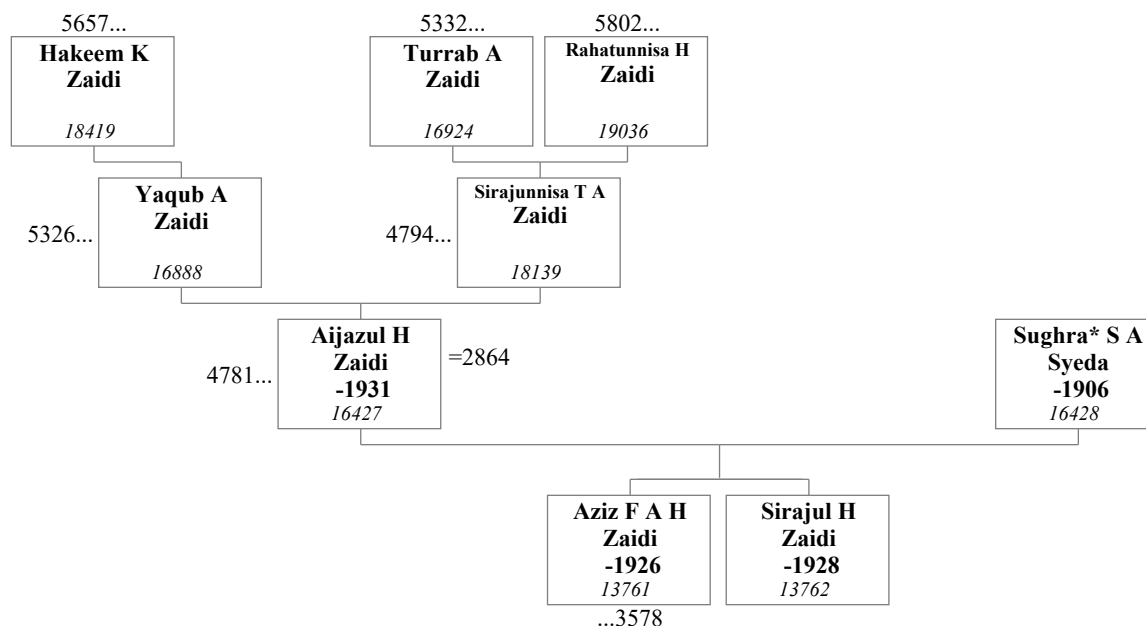 5657...
Hakeem K
Zaidi
18419
5332...
Turrab A
Zaidi
16924
5802...
Rahatunnisa H
Zaidi
19036
5326...
Yaqub A
Zaidi
16888
4794...
Sirajunnisa T A
Zaidi
18139
4781...
Aijazul H
Zaidi
-1931
16427
=2864
Sughra* S A
Syeda
-1906
16428
Aziz F A H
Zaidi
-1926
13761
...3578
Sirajul H
Zaidi
-1928
13762